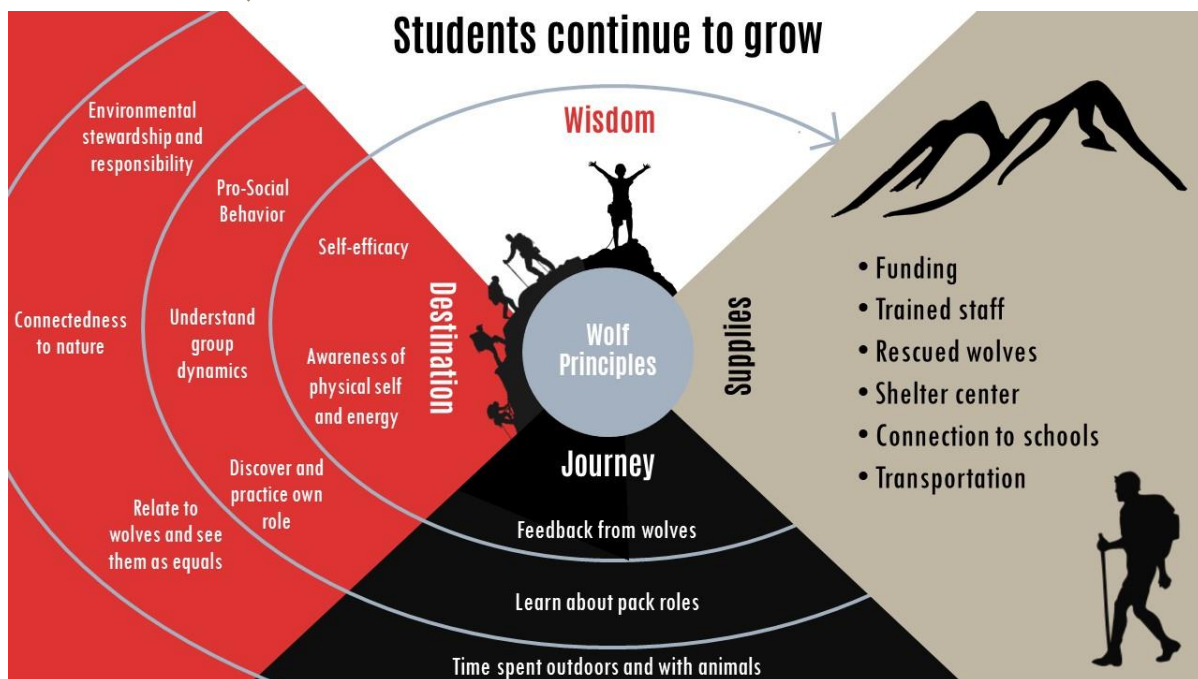 Students continue to grow
Wisdom
Environmental
stewardship and
responsibility
Pro-Social
Behavior
Self-efficacy
Connectedness
to nature
Understand
group
dynamics
Awareness of
physical self
and energy
Discover and
practice own
role
Relate to
wolves and see
them as equals
Destination
Wolf
Principles
Supplies
• Funding
• Trained staff
• Rescued wolves
• Shelter center
• Connection to schools
• Transportation
Journey
Feedback from wolves
Learn about pack roles
Time spent outdoors and with animals